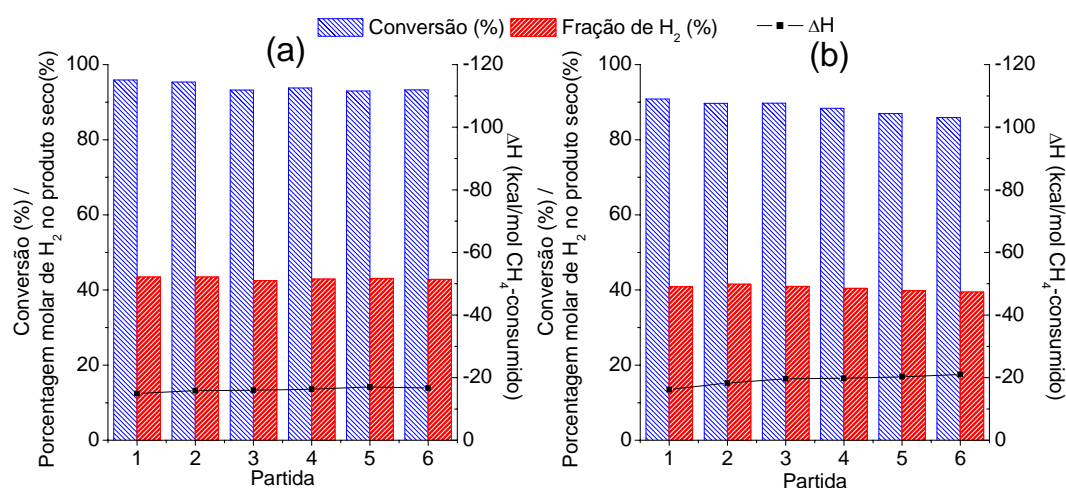 Conversão (%) Fração de H₂ (%) ΔH
(a)
(b)
Conversão (%) /
Porcentagem molar de H₂ no produto seco(%)
100
80
60
40
20
0
1 2 3 4 5 6
Partida
-120
-100
-80
-60
-40
-20
0
ΔH (kcal/mol CH₄-consumido)
Conversão (%) /
Porcentagem molar de H₂ no produto seco(%)
100
80
60
40
20
0
1 2 3 4 5 6
Partida
-120
-100
-80
-60
-40
-20
0
ΔH (kcal/mol CH₄-consumido)